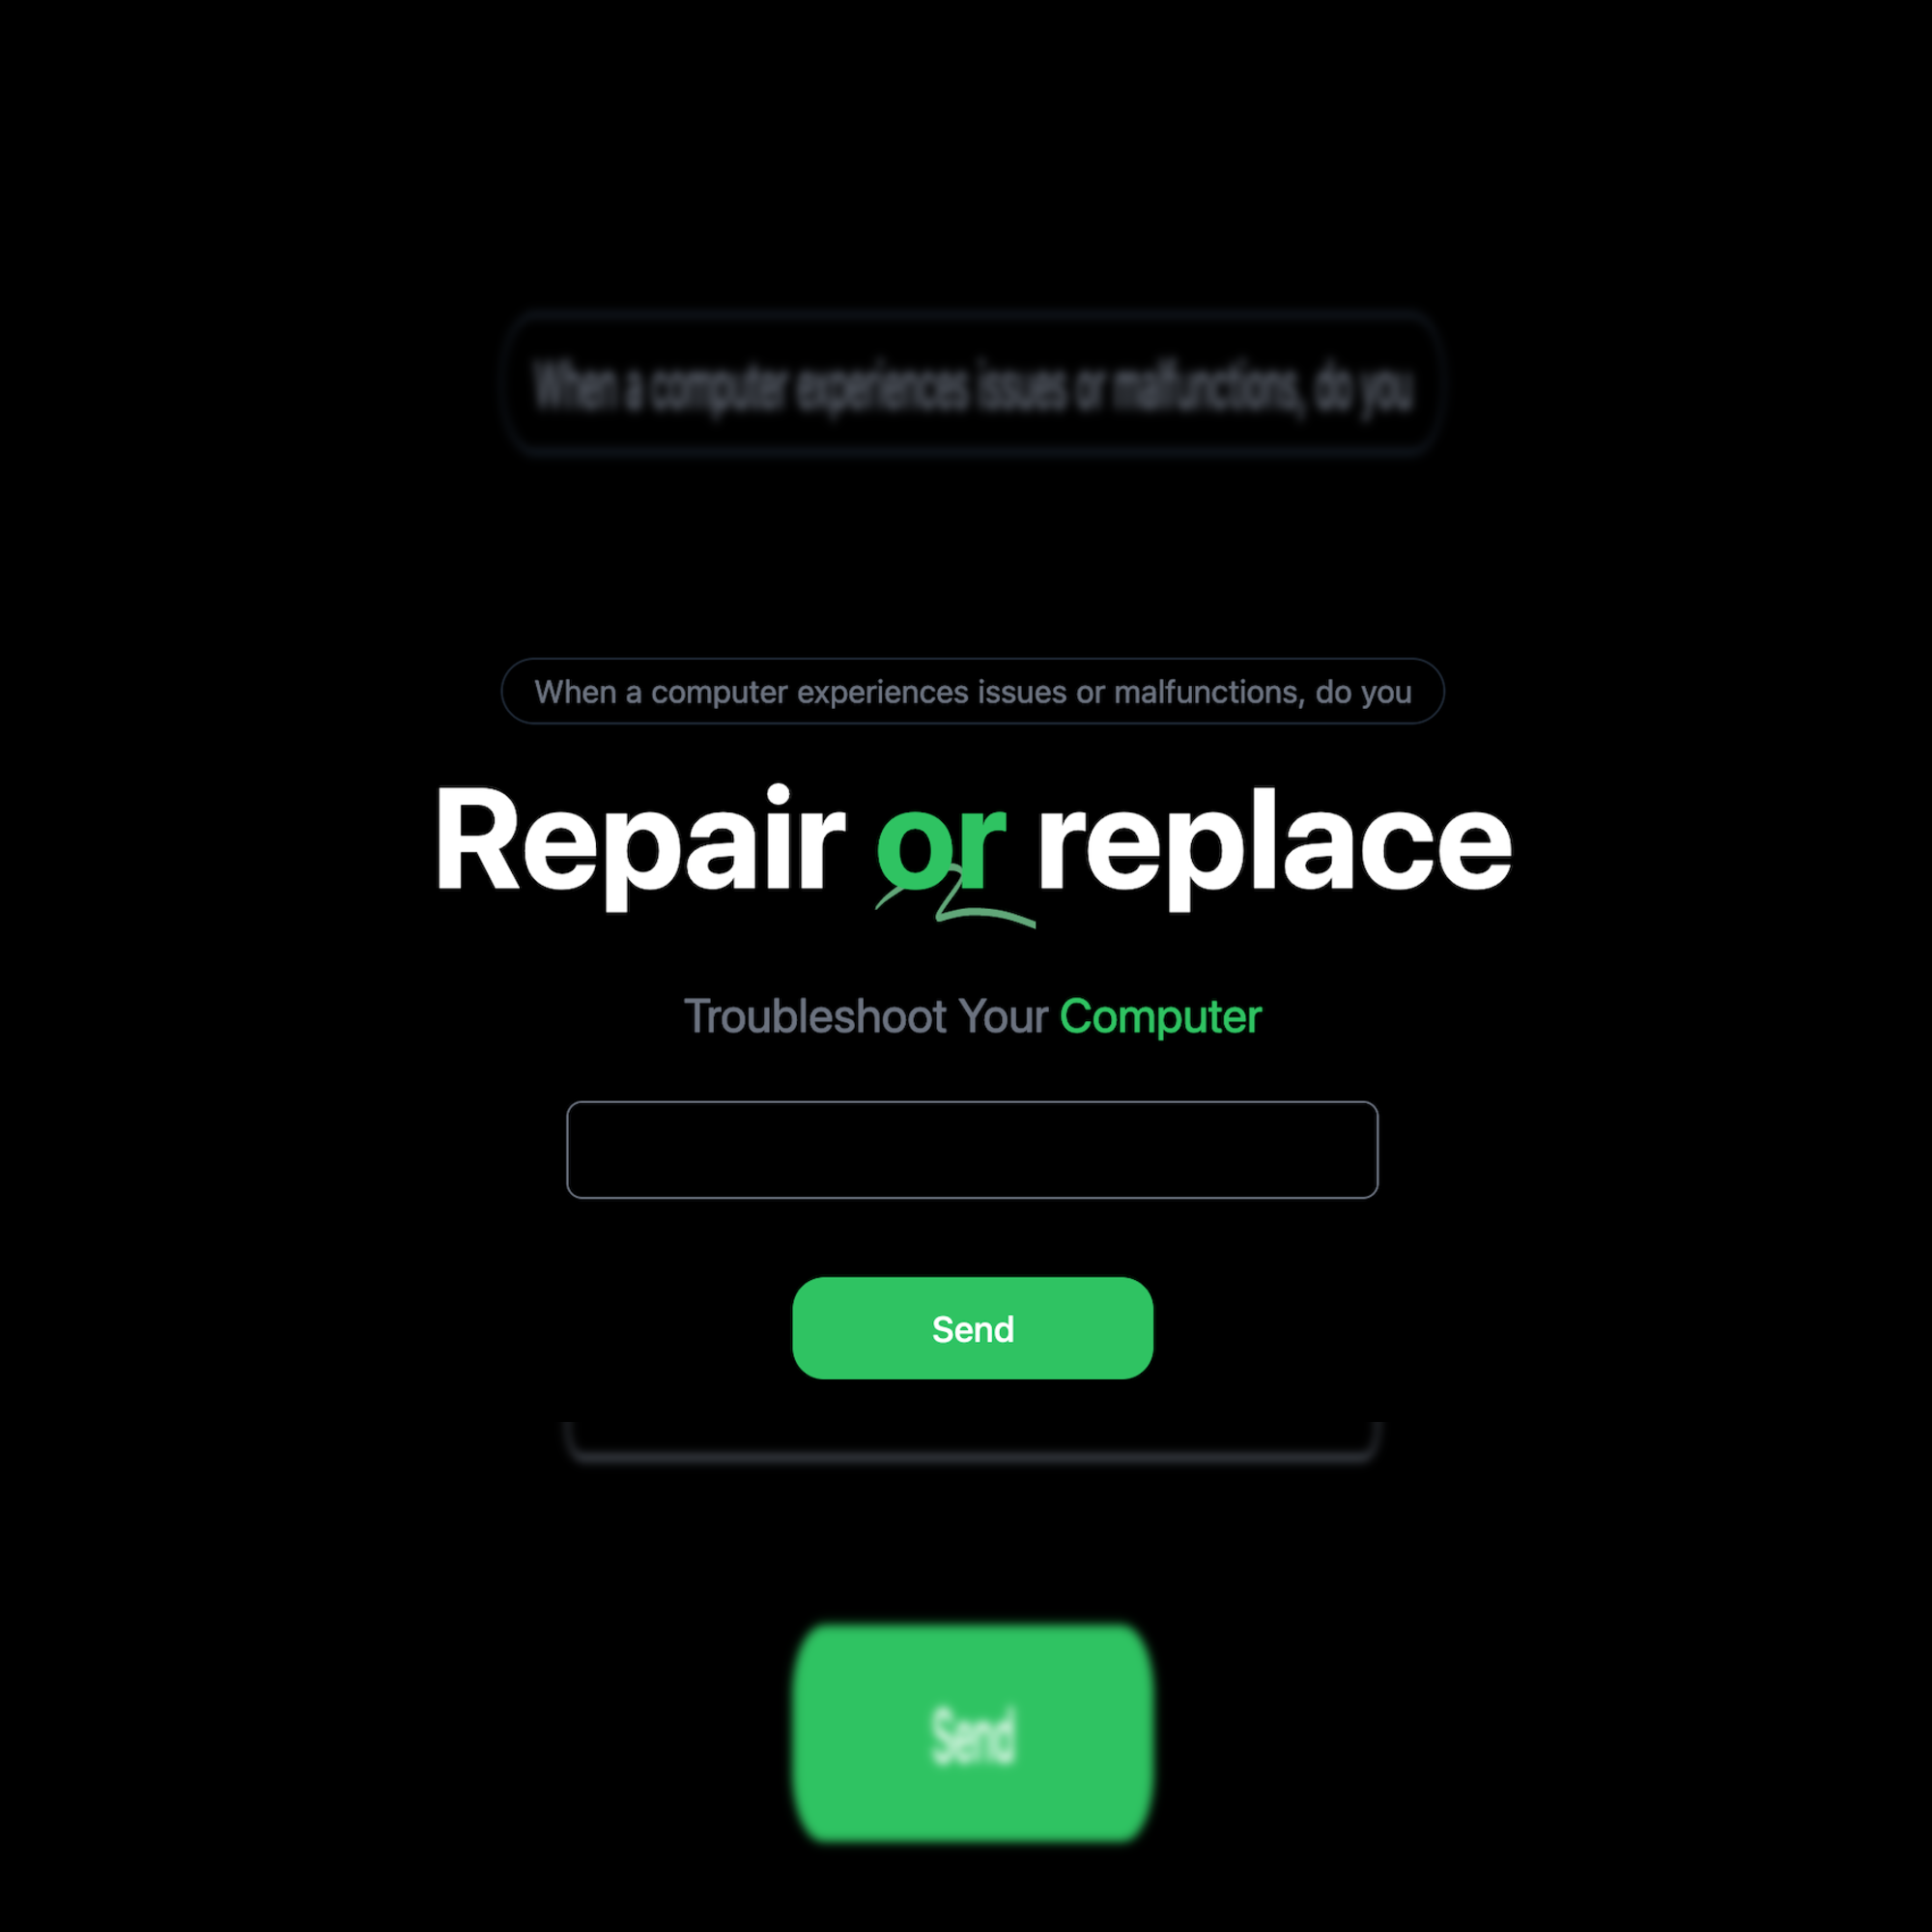 When a computer experiences issues or malfunctions, do you
When a computer experiences issues or malfunctions, do you
Repair or replace
Troubleshoot Your Computer
Send
Send